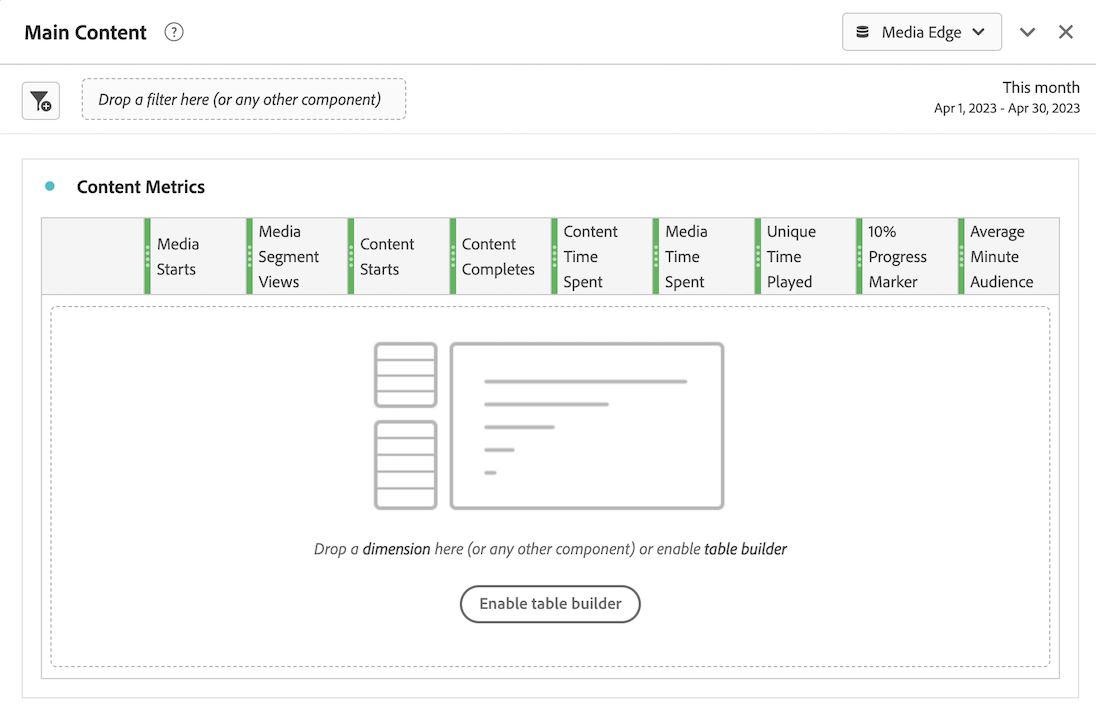 Main Content ?
Media Edge
Drop a filter here (or any other component)
This month
Apr 1, 2023 - Apr 30, 2023
Content Metrics
Media
Starts
Media
Segment
Views
Content
Starts
Content
Completes
Content
Time
Spent
Media
Time
Spent
Unique
Time
Played
10%
Progress
Marker
Average
Minute
Audience
Drop a dimension here (or any other component) or enable table builder
Enable table builder